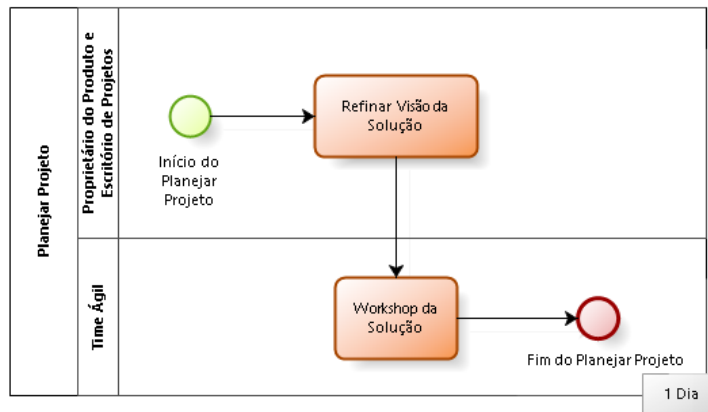 Planejar Projeto
Proprietário do Produto e
Escritório de Projetos
Início do
Planejar
Projeto
Refinar Visão da
Solução
Time Ágil
Workshop da
Solução
Fim do Planejar Projeto
1 Dia